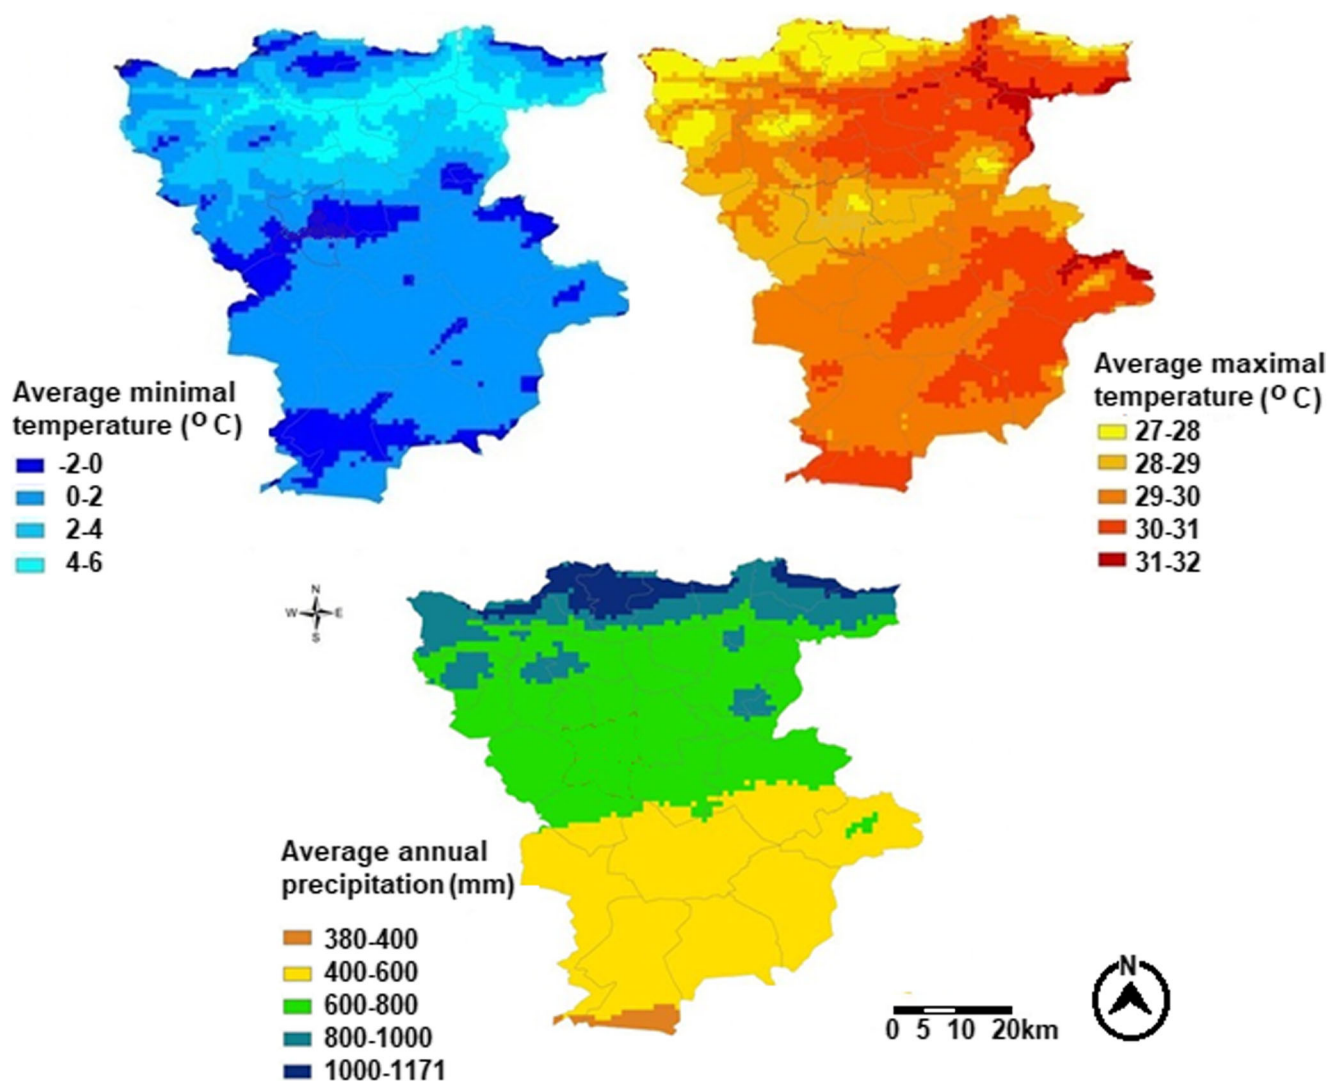 Average minimal
temperature (º C)
-2-0
0-2
2-4
4-6
Average maximal
temperature (º C)
27-28
28-29
29-30
30-31
31-32
N
W E
S
Average annual
precipitation (mm)
380-400
400-600
600-800
800-1000
1000-1171
N
0 5 10 20km